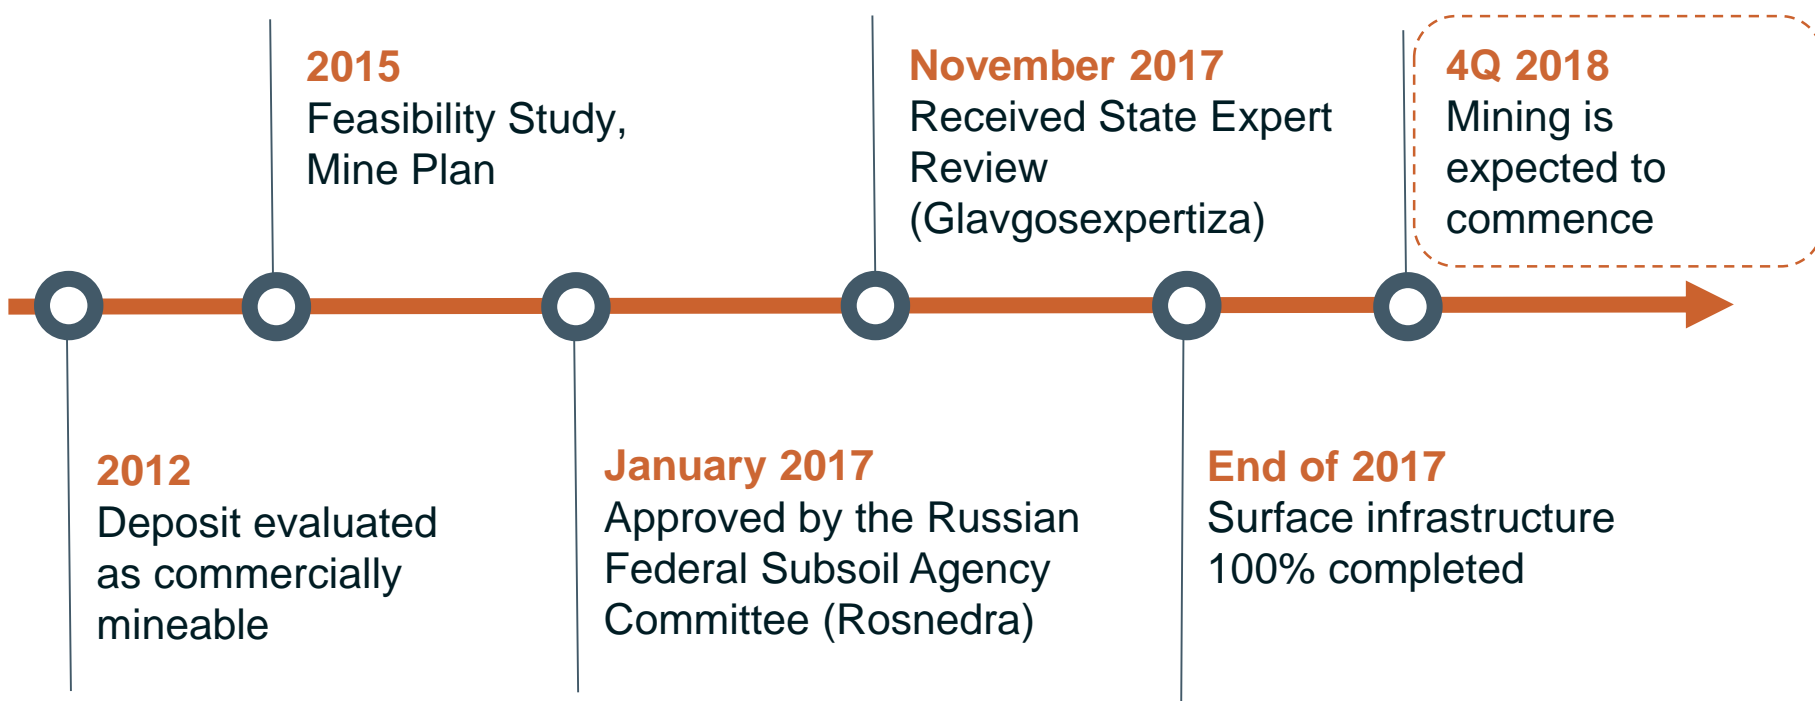 2015
Feasibility Study,
Mine Plan
November 2017
Received State Expert
Review
(Glavgosexpertiza)
4Q 2018
Mining is
expected to
commence
2012
Deposit evaluated
as commercially
mineable
January 2017
Approved by the Russian
Federal Subsoil Agency
Committee (Rosnedra)
End of 2017
Surface infrastructure
100% completed